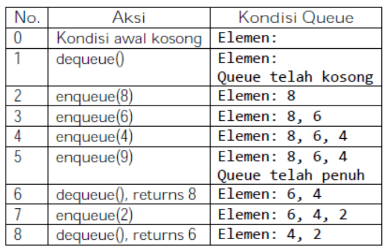 No. Aksi Kondisi Queue
0 Kondisi awal kosong Elemen:
1 dequeue() Elemen:
Queue telah kosong
2 enqueue(8) Elemen: 8
3 enqueue(6) Elemen: 8, 6
4 enqueue(4) Elemen: 8, 6, 4
5 enqueue(9) Elemen: 8, 6, 4
Queue telah penuh
6 dequeue(), returns 8 Elemen: 6, 4
7 enqueue(2) Elemen: 6, 4, 2
8 dequeue(), returns 6 Elemen: 4, 2